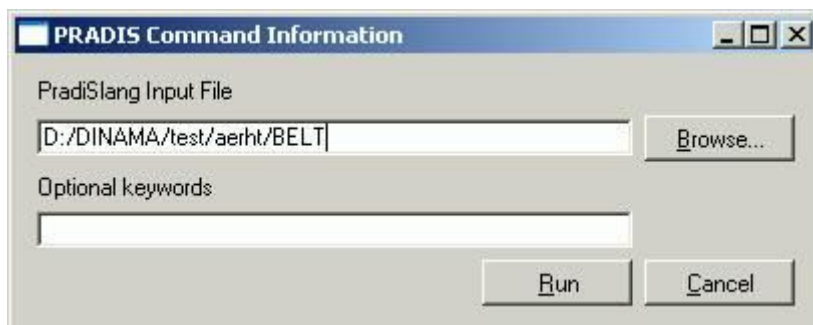 PRADIS Command Information
PradiSlang Input File
D:/DINAMA/test/aerht/BELT
Browse...
Optional keywords
Run Cancel